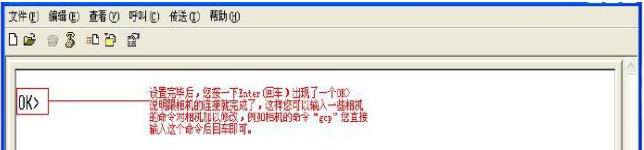 文件(F) 编辑(E) 查看(V) 呼叫(C) 传送(T) 帮助(H)
OK>
设置完毕后，您按一下Enter(回车)出现了一个OK>
说明跟相机的连接就完成了，这样您可以输入一些相机
的命令对相机加以修改，例如相机的命令“gcp”您直接
输入这个命令后回车即可。